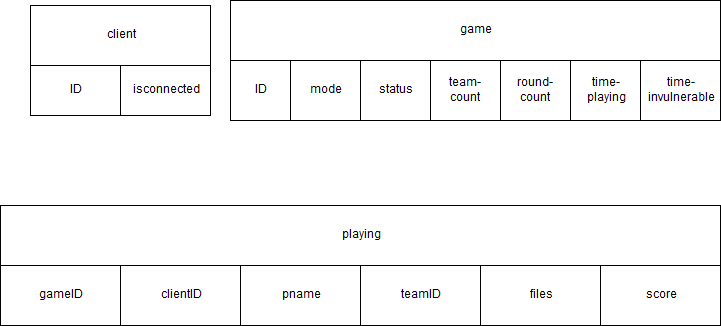 client
game
ID
isconnected
ID
mode
status
team-
count
round-
count
time-
playing
time-
invulnerable
playing
gameID
clientID
pname
teamID
files
score